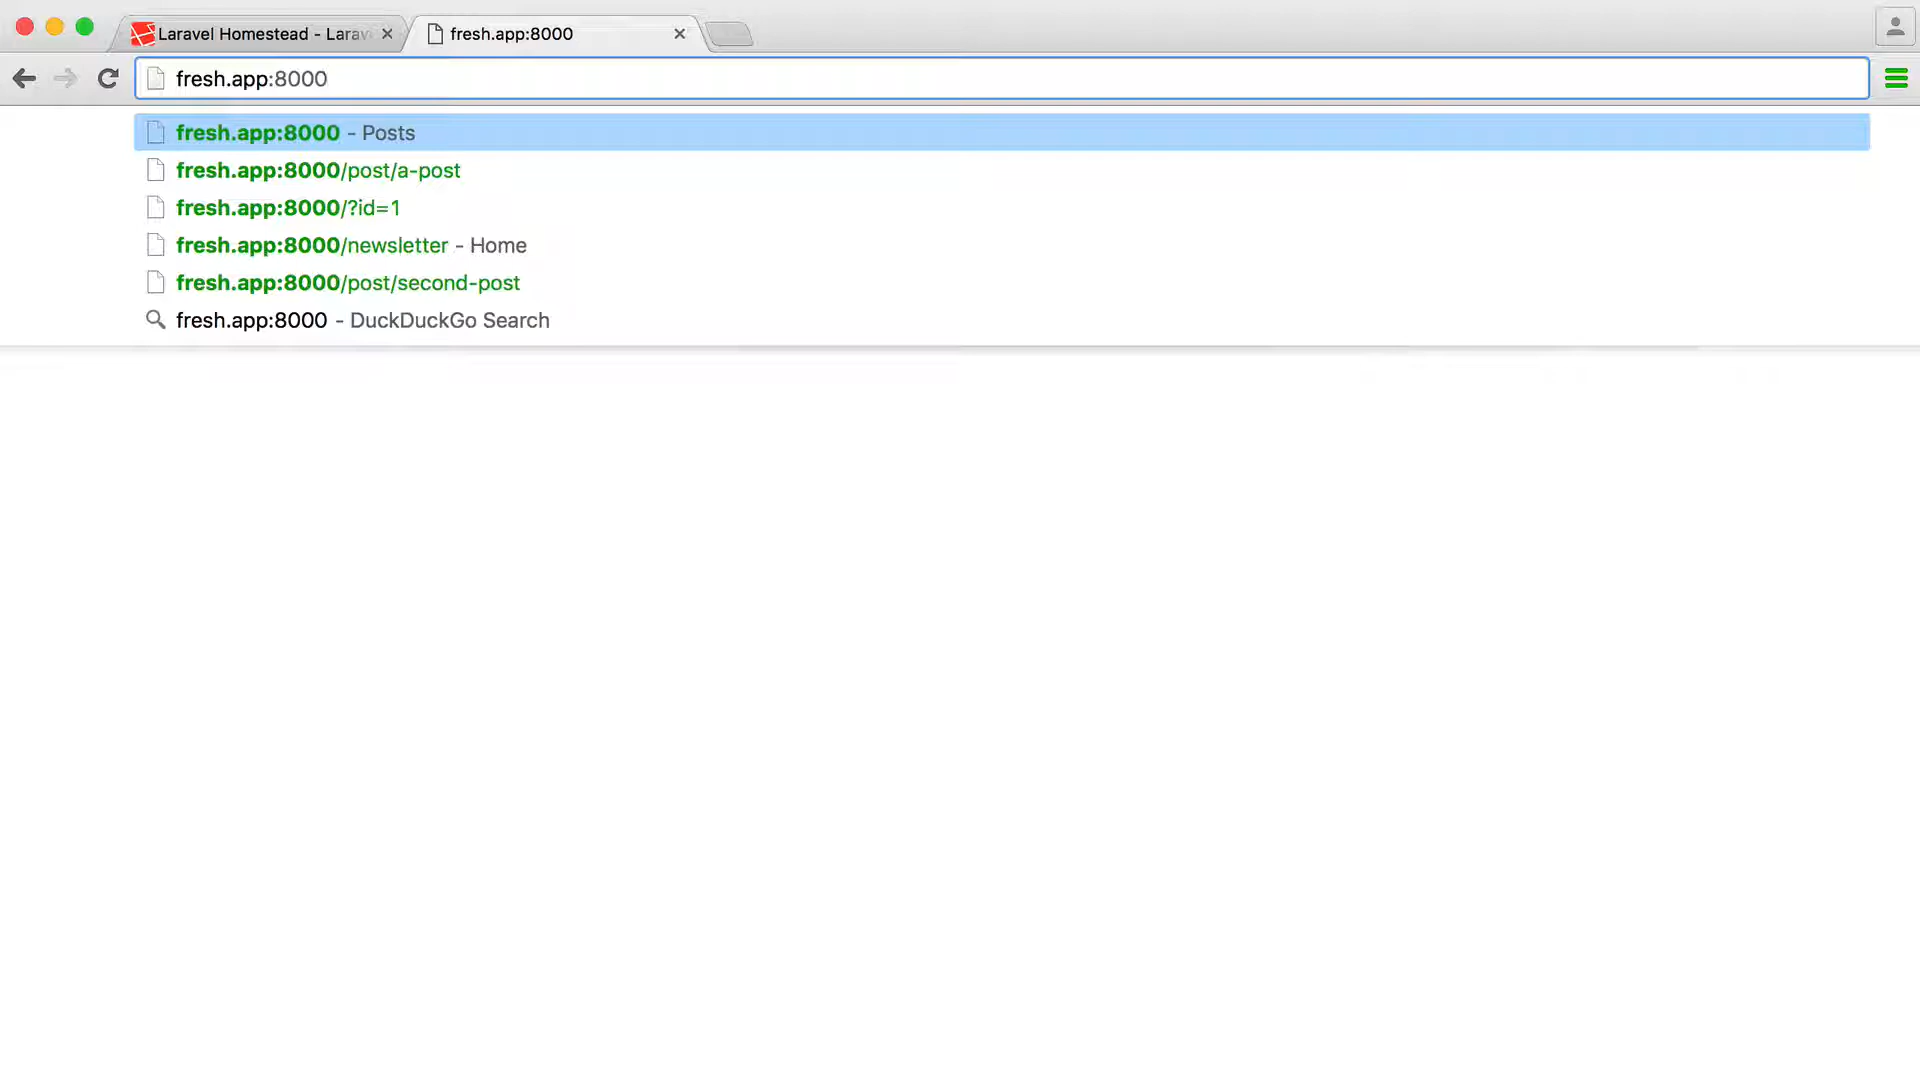 Laravel Homestead - Larav
fresh.app:8000
fresh.app:8000
fresh.app:8000 - Posts
fresh.app:8000/post/a-post
fresh.app:8000/?id=1
fresh.app:8000/newsletter - Home
fresh.app:8000/post/second-post
fresh.app:8000 - DuckDuckGo Search